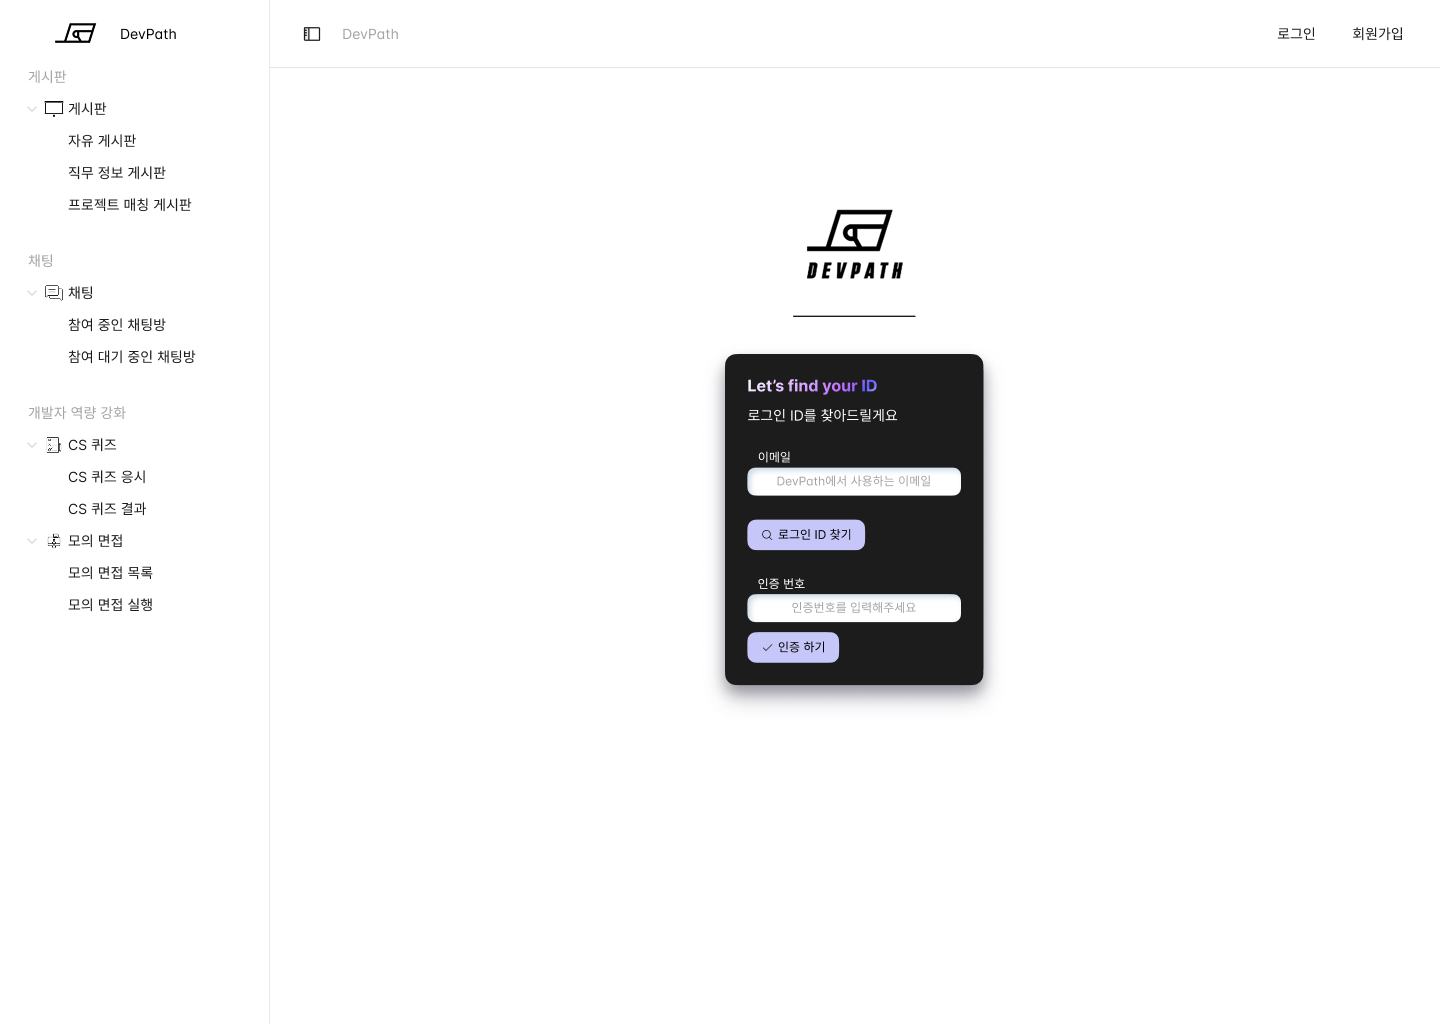 DevPath
게시판
게시판
자유 게시판
직무 정보 게시판
프로젝트 매칭 게시판
채팅
채팅
참여 중인 채팅방
참여 대기 중인 채팅방
개발자 역량 강화
CS 퀴즈
CS 퀴즈 응시
CS 퀴즈 결과
모의 면접
모의 면접 목록
모의 면접 실행
DevPath
로그인
회원가입
DEVPATH
Let’s find your ID
로그인 ID를 찾아드릴게요
이메일
DevPath에서 사용하는 이메일
로그인 ID 찾기
인증 번호
인증번호를 입력해주세요
인증 하기